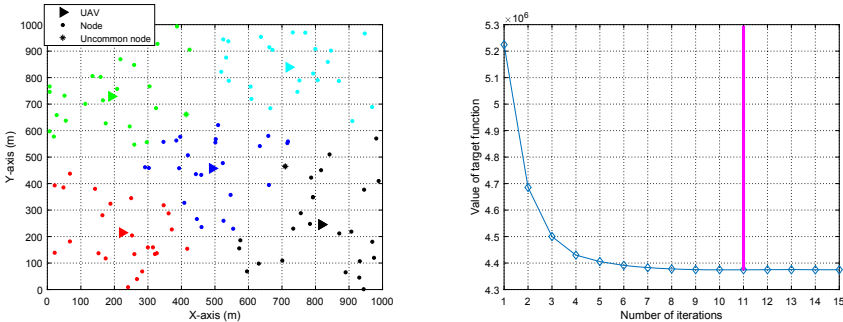 UAV
Node
Uncommon node
1000
900
800
700
600
500
400
300
200
100
0
Y-axis (m)
0 100 200 300 400 500 600 700 800 900 1000
X-axis (m)
×10⁶
5.3
5.2
5.1
5
4.9
4.8
4.7
4.6
4.5
4.4
4.3
Value of target function
1 2 3 4 5 6 7 8 9 10 11 12 13 14 15
Number of iterations